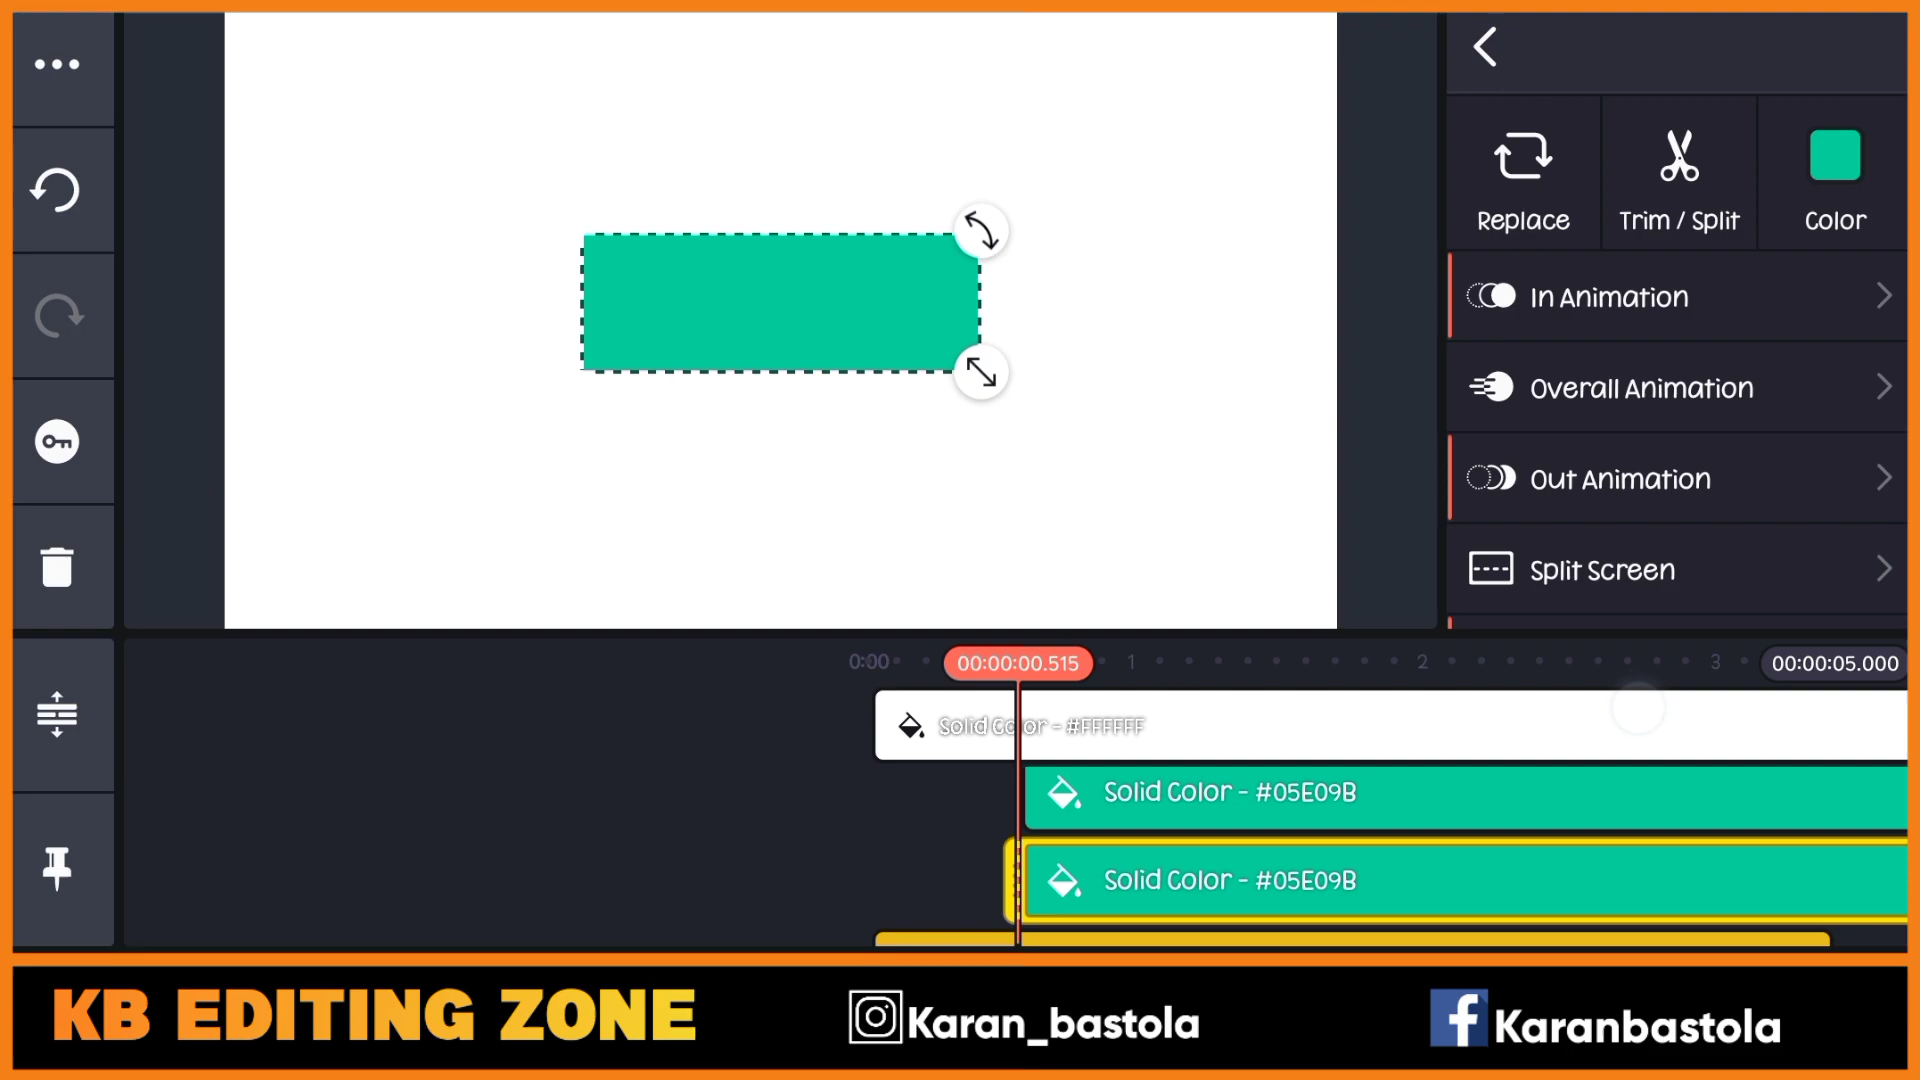 Replace
Trim / Split
Color
In Animation
Overall Animation
Out Animation
Split Screen
0:00
00:00:00.515
1
2
3
00:00:05.000
Solid Color - #FFFFFF
Solid Color - #05E09B
Solid Color - #05E09B
KB EDITING ZONE
Karan_bastola
Karanbastola